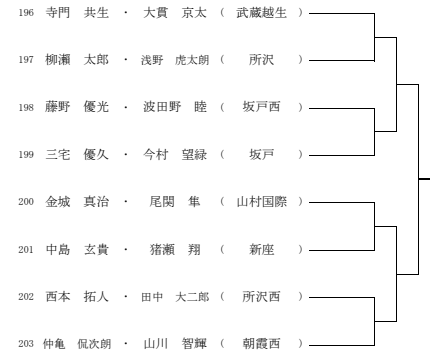 196 寺門 共生 ・ 大貫 京太 ( 武蔵越生 )
197 柳瀬 太郎 ・ 浅野 虎太朗 ( 所沢 )
198 藤野 優光 ・ 波田野 睦 ( 坂戸西 )
199 三宅 優久 ・ 今村 望緑 ( 坂戸 )
200 金城 真治 ・ 尾関 隼 ( 山村国際 )
201 中島 玄貴 ・ 猪瀬 翔 ( 新座 )
202 西本 拓人 ・ 田中 大二郎 ( 所沢西 )
203 仲亀 侃次朗 ・ 山川 智輝 ( 朝霞西 )